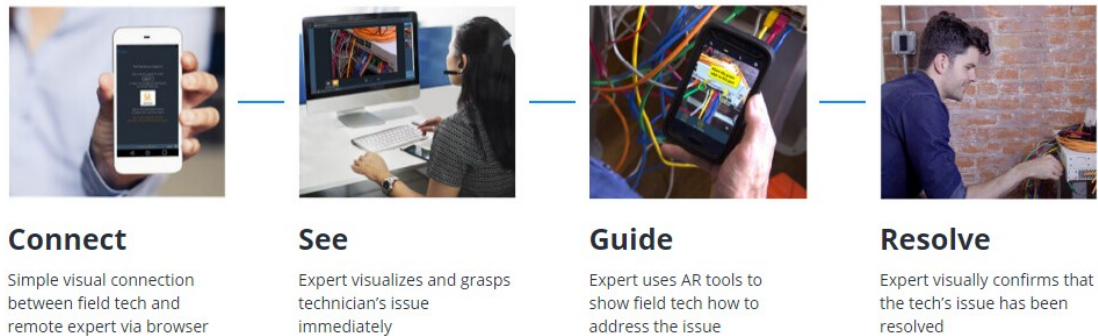 Connect
Simple visual connection
between field tech and
remote expert via browser
See
Expert visualizes and grasps
technician's issue
immediately
Guide
Expert uses AR tools to
show field tech how to
address the issue
Resolve
Expert visually confirms that
the tech's issue has been
resolved